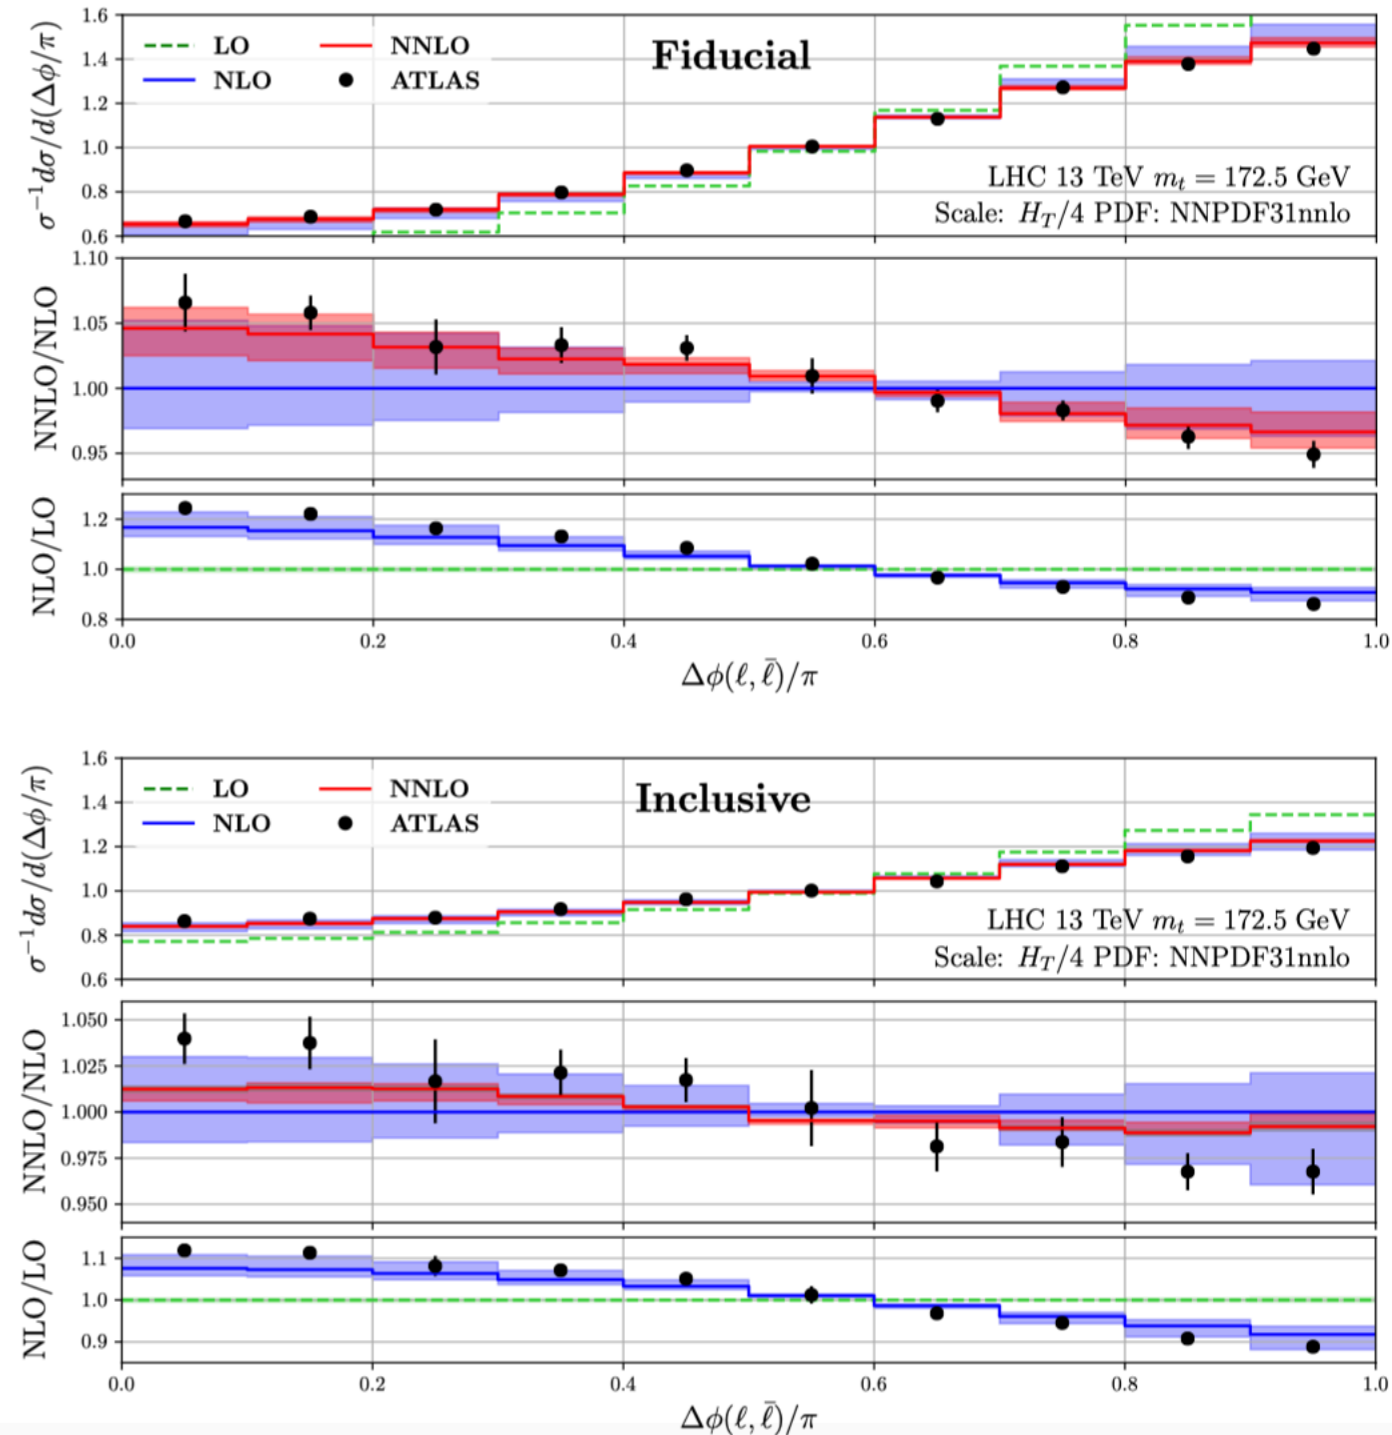 Fiducial
LO
NLO
NNLO
ATLAS
σ⁻¹dσ/d(Δϕ/π)
1.6
1.4
1.2
1.0
0.8
0.6
LHC 13 TeV mₜ = 172.5 GeV
Scale: H_T/4 PDF: NNPDF31nnlo
NNLO/NLO
1.10
1.05
1.00
0.95
NLO/LO
1.2
1.0
0.8
0.0 0.2 0.4 0.6 0.8 1.0
Δϕ(ℓ, ℓ̄)/π
Inclusive
LO
NLO
NNLO
ATLAS
σ⁻¹dσ/d(Δϕ/π)
1.6
1.4
1.2
1.0
0.8
0.6
LHC 13 TeV mₜ = 172.5 GeV
Scale: H_T/4 PDF: NNPDF31nnlo
NNLO/NLO
1.050
1.025
1.000
0.975
0.950
NLO/LO
1.1
1.0
0.9
0.0 0.2 0.4 0.6 0.8 1.0
Δϕ(ℓ, ℓ̄)/π